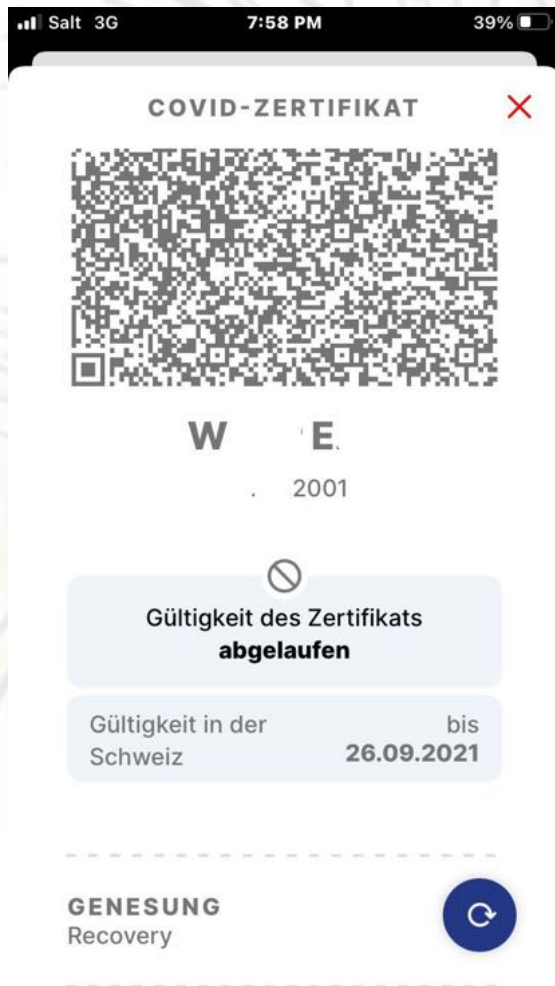 Salt 3G 7:58 PM 39%
COVID-ZERTIFIKAT
W E.
. 2001
Gültigkeit des Zertifikats
abgelaufen
Gültigkeit in der bis
Schweiz 26.09.2021
GENESUNG
Recovery